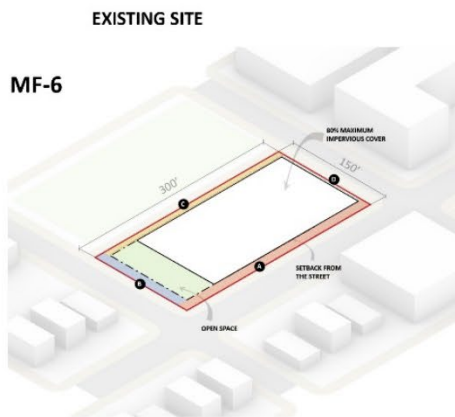 EXISTING SITE
MF-6
80% MAXIMUM
IMPERVIOUS COVER
150'
300'
D
C
SETBACK FROM
THE STREET
A
B
OPEN SPACE